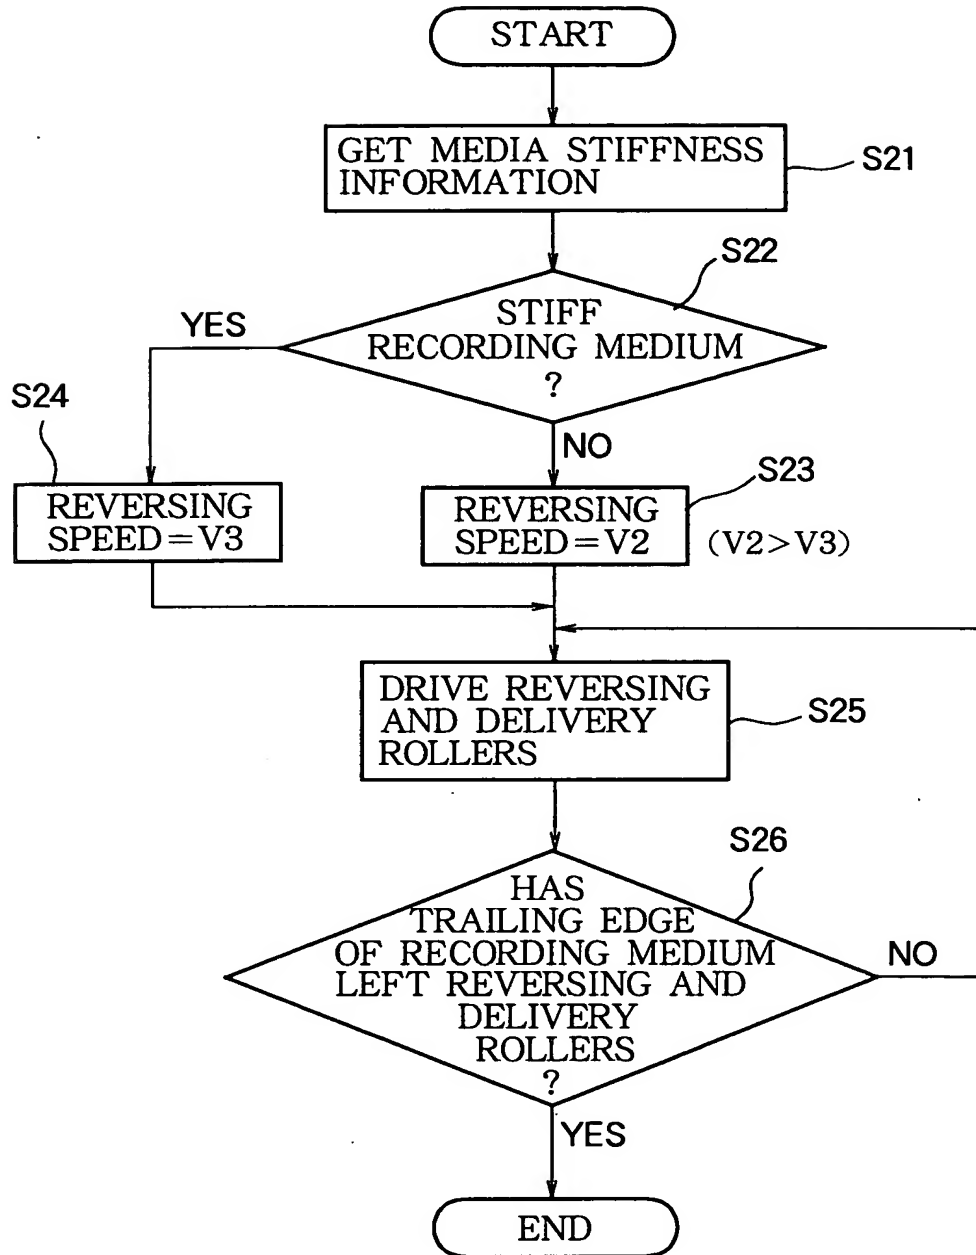 START
GET MEDIA STIFFNESS
INFORMATION
S21
S22
STIFF
RECORDING MEDIUM
?
YES
NO
S24
REVERSING
SPEED=V3
S23
REVERSING
SPEED=V2
(V2>V3)
DRIVE REVERSING
AND DELIVERY
ROLLERS
S25
S26
HAS
TRAILING EDGE
OF RECORDING MEDIUM
LEFT REVERSING AND
DELIVERY
ROLLERS
?
NO
YES
END